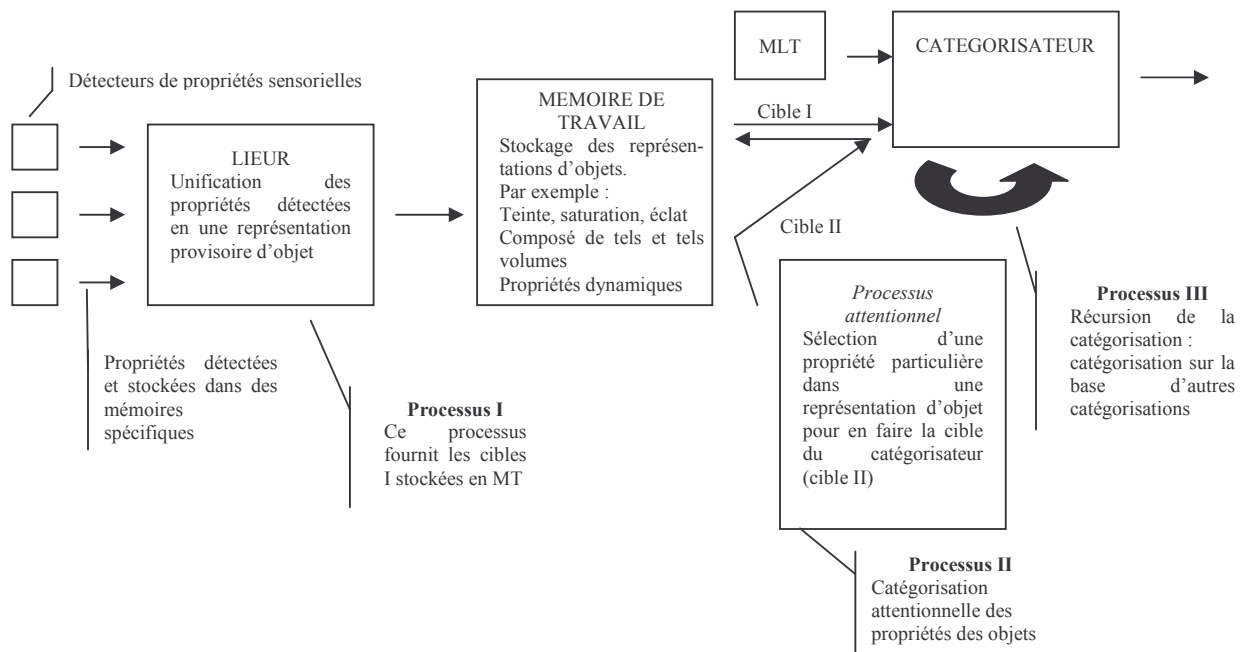 Détecteurs de propriétés sensorielles
LIEUR
Unification des
propriétés détectées
en une représentation
provisoire d’objet
Propriétés détectées
et stockées dans des
mémoires
spécifiques
Processus I
Ce processus
fournit les cibles
I stockées en MT
MEMOIRE DE
TRAVAIL
Stockage des représen-
tations d’objets.
Par exemple :
Teinte, saturation, éclat
Composé de tels et tels
volumes
Propriétés dynamiques
MLT
CATEGORISATEUR
Cible I
Cible II
Processus
attentionnel
Sélection d’une
propriété particulière
dans une
représentation d’objet
pour en faire la cible
du catégorisateur
(cible II)
Processus II
Catégorisation
attentionnelle des
propriétés des objets
Processus III
Récursion de la
catégorisation :
catégorisation sur la
base d’autres
catégorisations